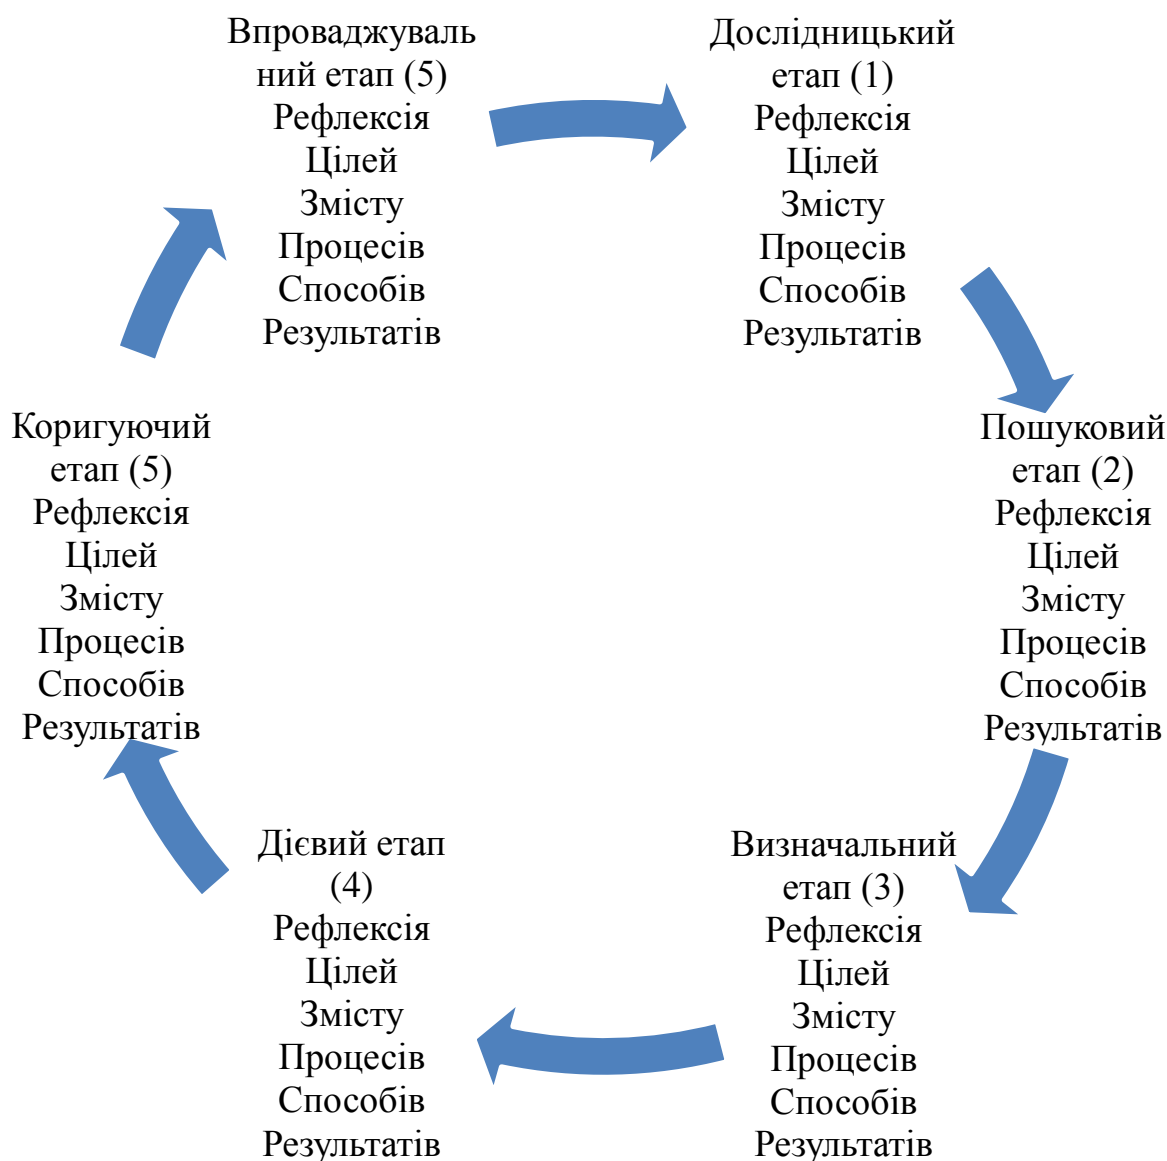 Впроваджуваль
ний етап (5)
Рефлексія
Цілей
Змісту
Процесів
Способів
Результатів
Дослідницький
етап (1)
Рефлексія
Цілей
Змісту
Процесів
Способів
Результатів
Пошуковий
етап (2)
Рефлексія
Цілей
Змісту
Процесів
Способів
Результатів
Визначальний
етап (3)
Рефлексія
Цілей
Змісту
Процесів
Способів
Результатів
Дієвий етап
(4)
Рефлексія
Цілей
Змісту
Процесів
Способів
Результатів
Коригуючий
етап (5)
Рефлексія
Цілей
Змісту
Процесів
Способів
Результатів